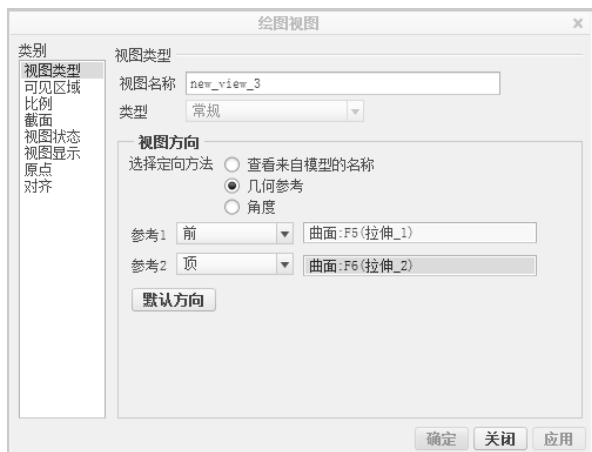 绘图视图
类别
视图类型
可见区域
比例
截面
视图状态
视图显示
原点
对齐
视图类型
视图名称 new_view_3
类型 常规
视图方向
选择定向方法 查看来自模型的名称
几何参考
角度
参考1 前 曲面:F5(拉伸_1)
参考2 顶 曲面:F6(拉伸_2)
默认方向
确定 关闭 应用